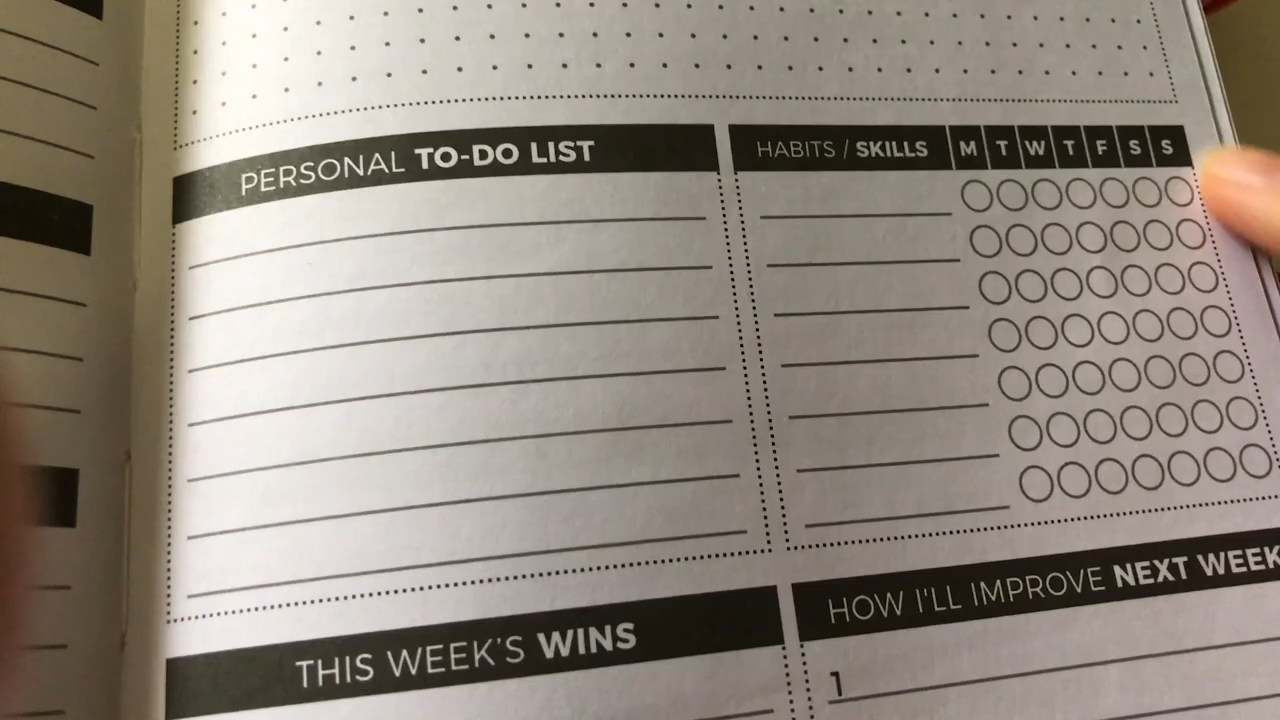 PERSONAL TO-DO LIST
HABITS / SKILLS M T W T F S S
THIS WEEK'S WINS
HOW I'LL IMPROVE NEXT WEEK
1